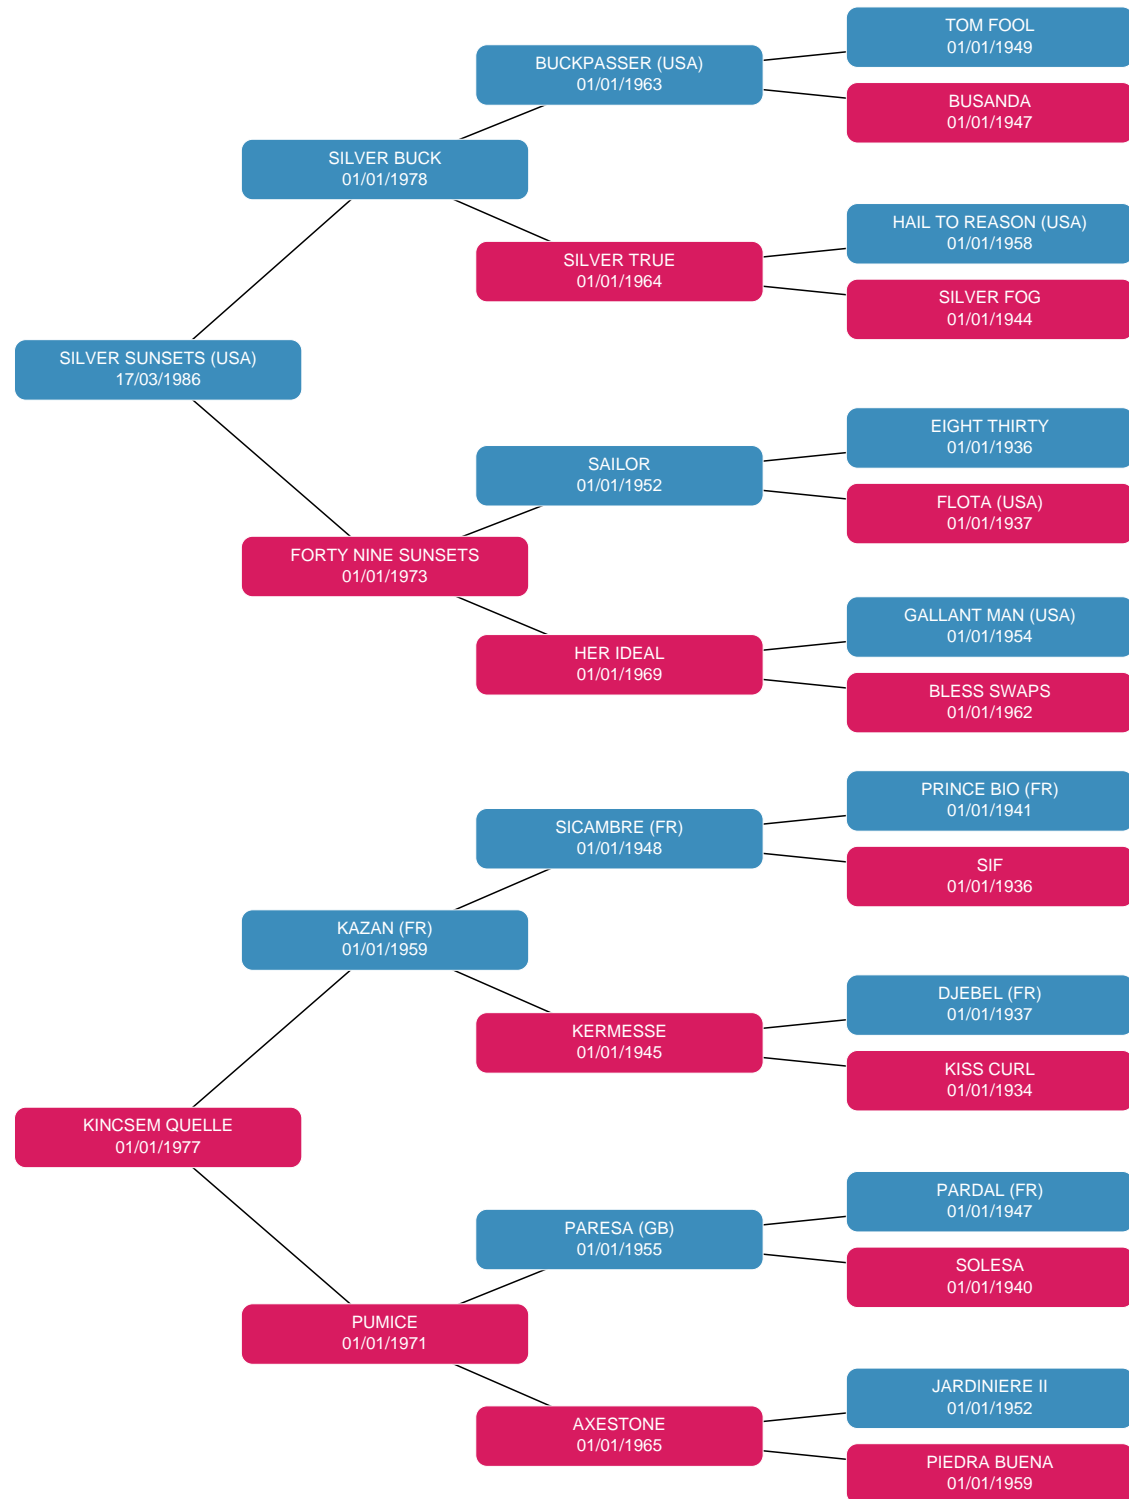 TOM FOOL
01/01/1949
BUCKPASSER (USA)
01/01/1963
BUSANDA
01/01/1947
SILVER BUCK
01/01/1978
HAIL TO REASON (USA)
01/01/1958
SILVER TRUE
01/01/1964
SILVER FOG
01/01/1944
SILVER SUNSETS (USA)
17/03/1986
EIGHT THIRTY
01/01/1936
SAILOR
01/01/1952
FLOTA (USA)
01/01/1937
FORTY NINE SUNSETS
01/01/1973
GALLANT MAN (USA)
01/01/1954
HER IDEAL
01/01/1969
BLESS SWAPS
01/01/1962
PRINCE BIO (FR)
01/01/1941
SICAMBRE (FR)
01/01/1948
SIF
01/01/1936
KAZAN (FR)
01/01/1959
DJEBEL (FR)
01/01/1937
KERMESSE
01/01/1945
KISS CURL
01/01/1934
KINCSEM QUELLE
01/01/1977
PARDAL (FR)
01/01/1947
PARESA (GB)
01/01/1955
SOLESA
01/01/1940
PUMICE
01/01/1971
JARDINIERE II
01/01/1952
AXESTONE
01/01/1965
PIEDRA BUENA
01/01/1959